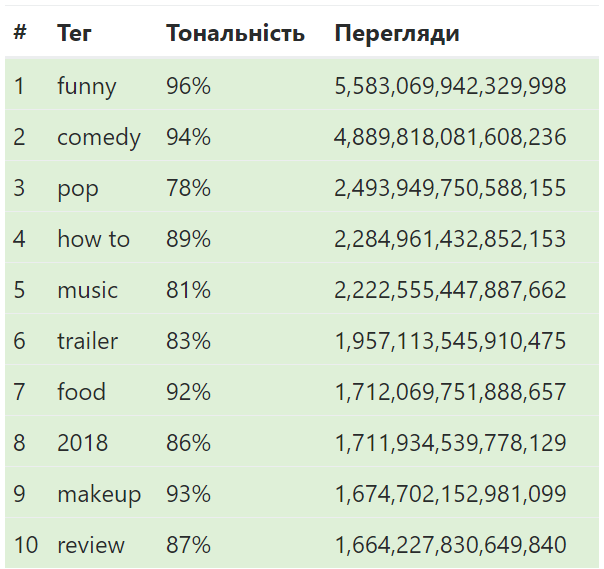 # Тег Тональність Перегляди
1 funny 96% 5,583,069,942,329,998
2 comedy 94% 4,889,818,081,608,236
3 pop 78% 2,493,949,750,588,155
4 how to 89% 2,284,961,432,852,153
5 music 81% 2,222,555,447,887,662
6 trailer 83% 1,957,113,545,910,475
7 food 92% 1,712,069,751,888,657
8 2018 86% 1,711,934,539,778,129
9 makeup 93% 1,674,702,152,981,099
10 review 87% 1,664,227,830,649,840